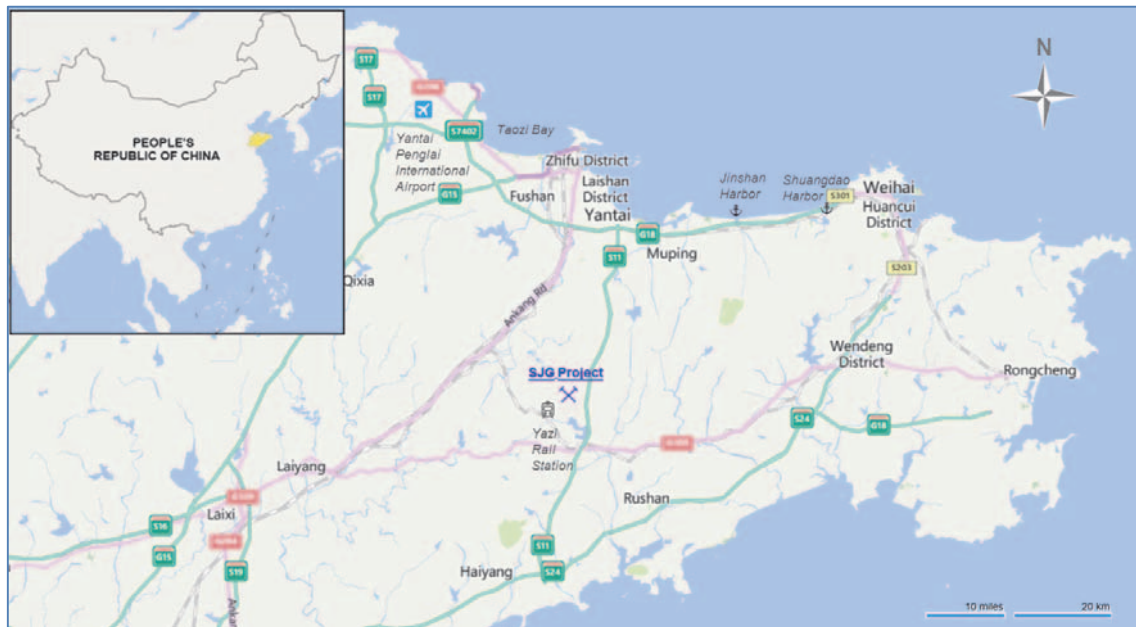 PEOPLE'S
REPUBLIC OF CHINA
N
S17
S17
S7402
Taozi Bay
Yantai
Penglai
International
Airport
Zhifu District
Fushan
Laishan
District
Yantai
G15
Jinshan
Harbor
Shuangdao
Harbor
S301
Weihai
Huancui
District
G18
S11
Muping
S203
Qixia
Ankang Rd
Wendeng
District
Rongcheng
SJG Project
Yazi
Rail
Station
S24
G18
Laiyang
Rushan
Laixi
S16
G15
S19
S11
S24
Haiyang
10 miles
20 km